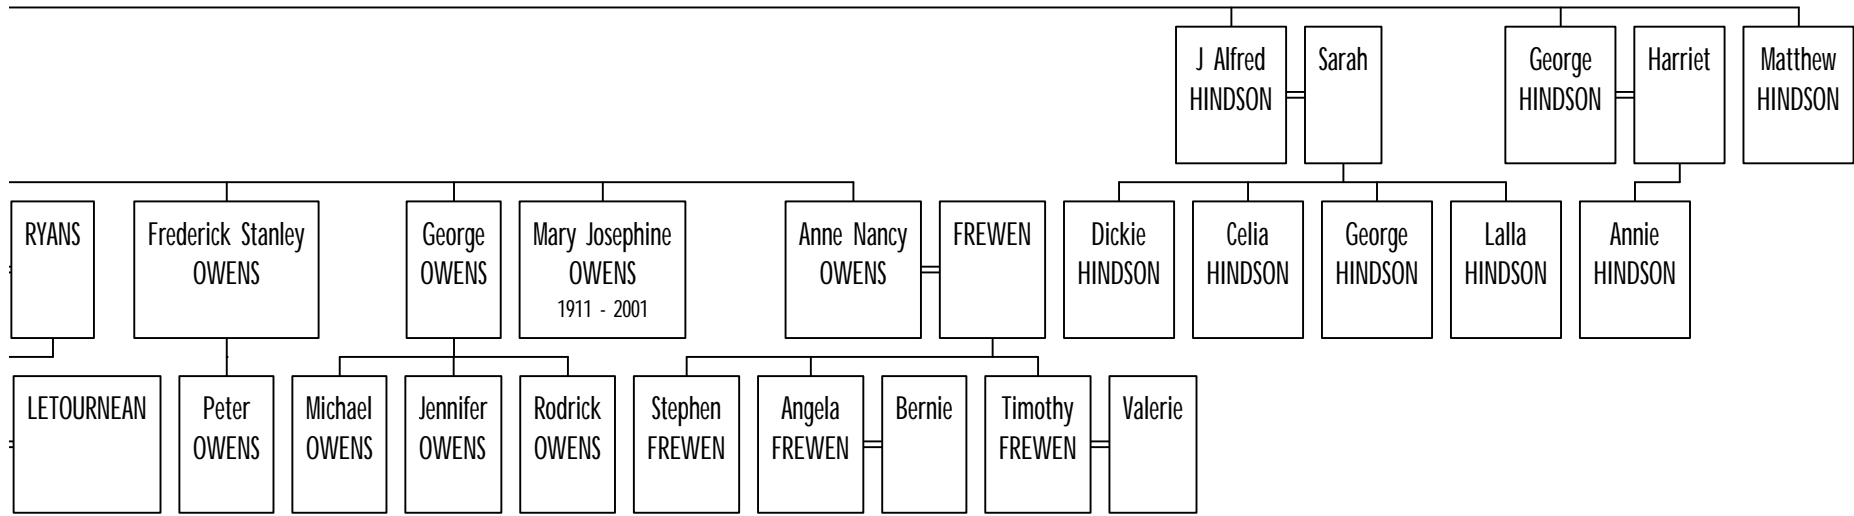 J Alfred
HINDSON
Sarah
George
HINDSON
Harriet
Matthew
HINDSON
RYANS
Frederick Stanley
OWENS
George
OWENS
Mary Josephine
OWENS
1911 - 2001
Anne Nancy
OWENS
FREWEN
Dickie
HINDSON
Celia
HINDSON
George
HINDSON
Lalla
HINDSON
Annie
HINDSON
LETOURNEAN
Peter
OWENS
Michael
OWENS
Jennifer
OWENS
Rodrick
OWENS
Stephen
FREWEN
Angela
FREWEN
Bernie
Timothy
FREWEN
Valerie